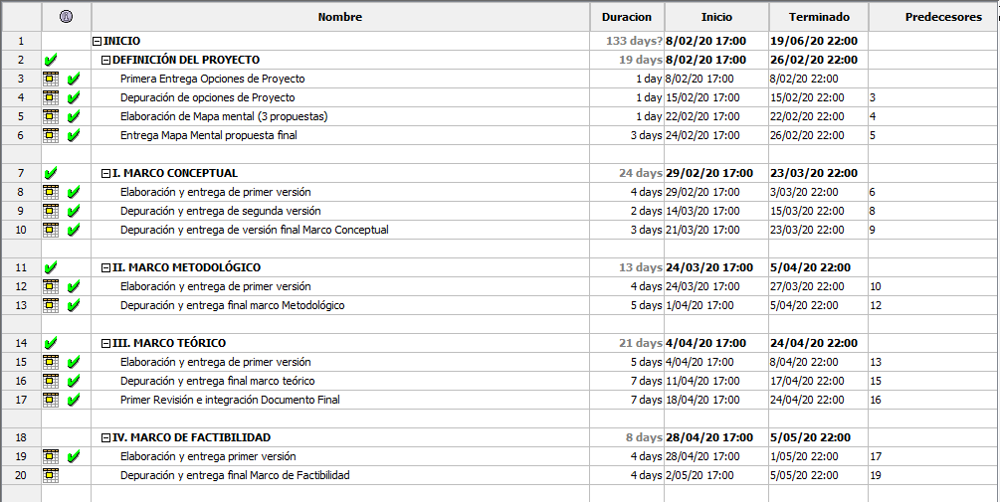 Nombre Duracion Inicio Terminado Predecesores
1 INICIO 133 days? 8/02/20 17:00 19/06/20 22:00
2 DEFINICIÓN DEL PROYECTO 19 days 8/02/20 17:00 26/02/20 22:00
3 Primera Entrega Opciones de Proyecto 1 day 8/02/20 17:00 8/02/20 22:00
4 Depuración de opciones de Proyecto 1 day 15/02/20 17:00 15/02/20 22:00 3
5 Elaboración de Mapa mental (3 propuestas) 1 day 22/02/20 17:00 22/02/20 22:00 4
6 Entrega Mapa Mental propuesta final 3 days 24/02/20 17:00 26/02/20 22:00 5
7 I. MARCO CONCEPTUAL 24 days 29/02/20 17:00 23/03/20 22:00
8 Elaboración y entrega de primer versión 4 days 29/02/20 17:00 3/03/20 22:00 6
9 Depuración y entrega de segunda versión 2 days 14/03/20 17:00 15/03/20 22:00 8
10 Depuración y entrega de versión final Marco Conceptual 3 days 21/03/20 17:00 23/03/20 22:00 9
11 II. MARCO METODOLÓGICO 13 days 24/03/20 17:00 5/04/20 22:00
12 Elaboración y entrega de primer versión 4 days 24/03/20 17:00 27/03/20 22:00 10
13 Depuración y entrega final marco Metodológico 5 days 1/04/20 17:00 5/04/20 22:00 12
14 III. MARCO TEÓRICO 21 days 4/04/20 17:00 24/04/20 22:00
15 Elaboración y entrega de primer versión 5 days 4/04/20 17:00 8/04/20 22:00 13
16 Depuración y entrega final marco teórico 7 days 11/04/20 17:00 17/04/20 22:00 15
17 Primer Revisión e integración Documento Final 7 days 18/04/20 17:00 24/04/20 22:00 16
18 IV. MARCO DE FACTIBILIDAD 8 days 28/04/20 17:00 5/05/20 22:00
19 Elaboración y entrega primer versión 4 days 28/04/20 17:00 1/05/20 22:00 17
20 Depuración y entrega final Marco de Factibilidad 4 days 2/05/20 17:00 5/05/20 22:00 19